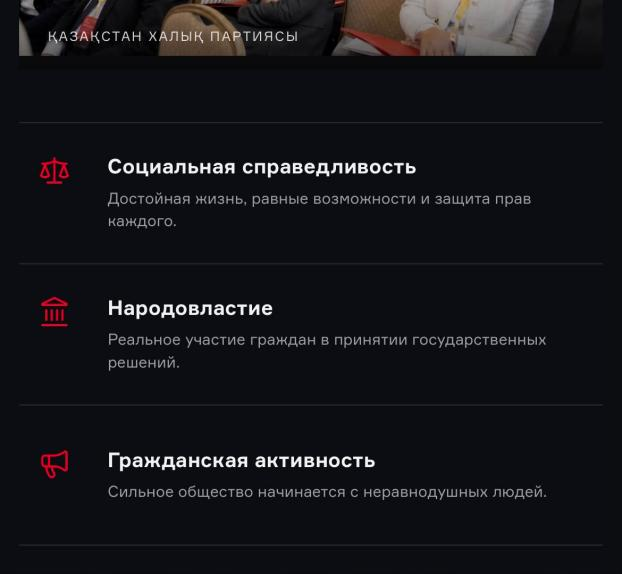 ҚАЗАҚСТАН ХАЛЫҚ ПАРТИЯСЫ
Социальная справедливость
Достойная жизнь, равные возможности и защита прав
каждого.
Народовластие
Реальное участие граждан в принятии государственных
решений.
Гражданская активность
Сильное общество начинается с неравнодушных людей.